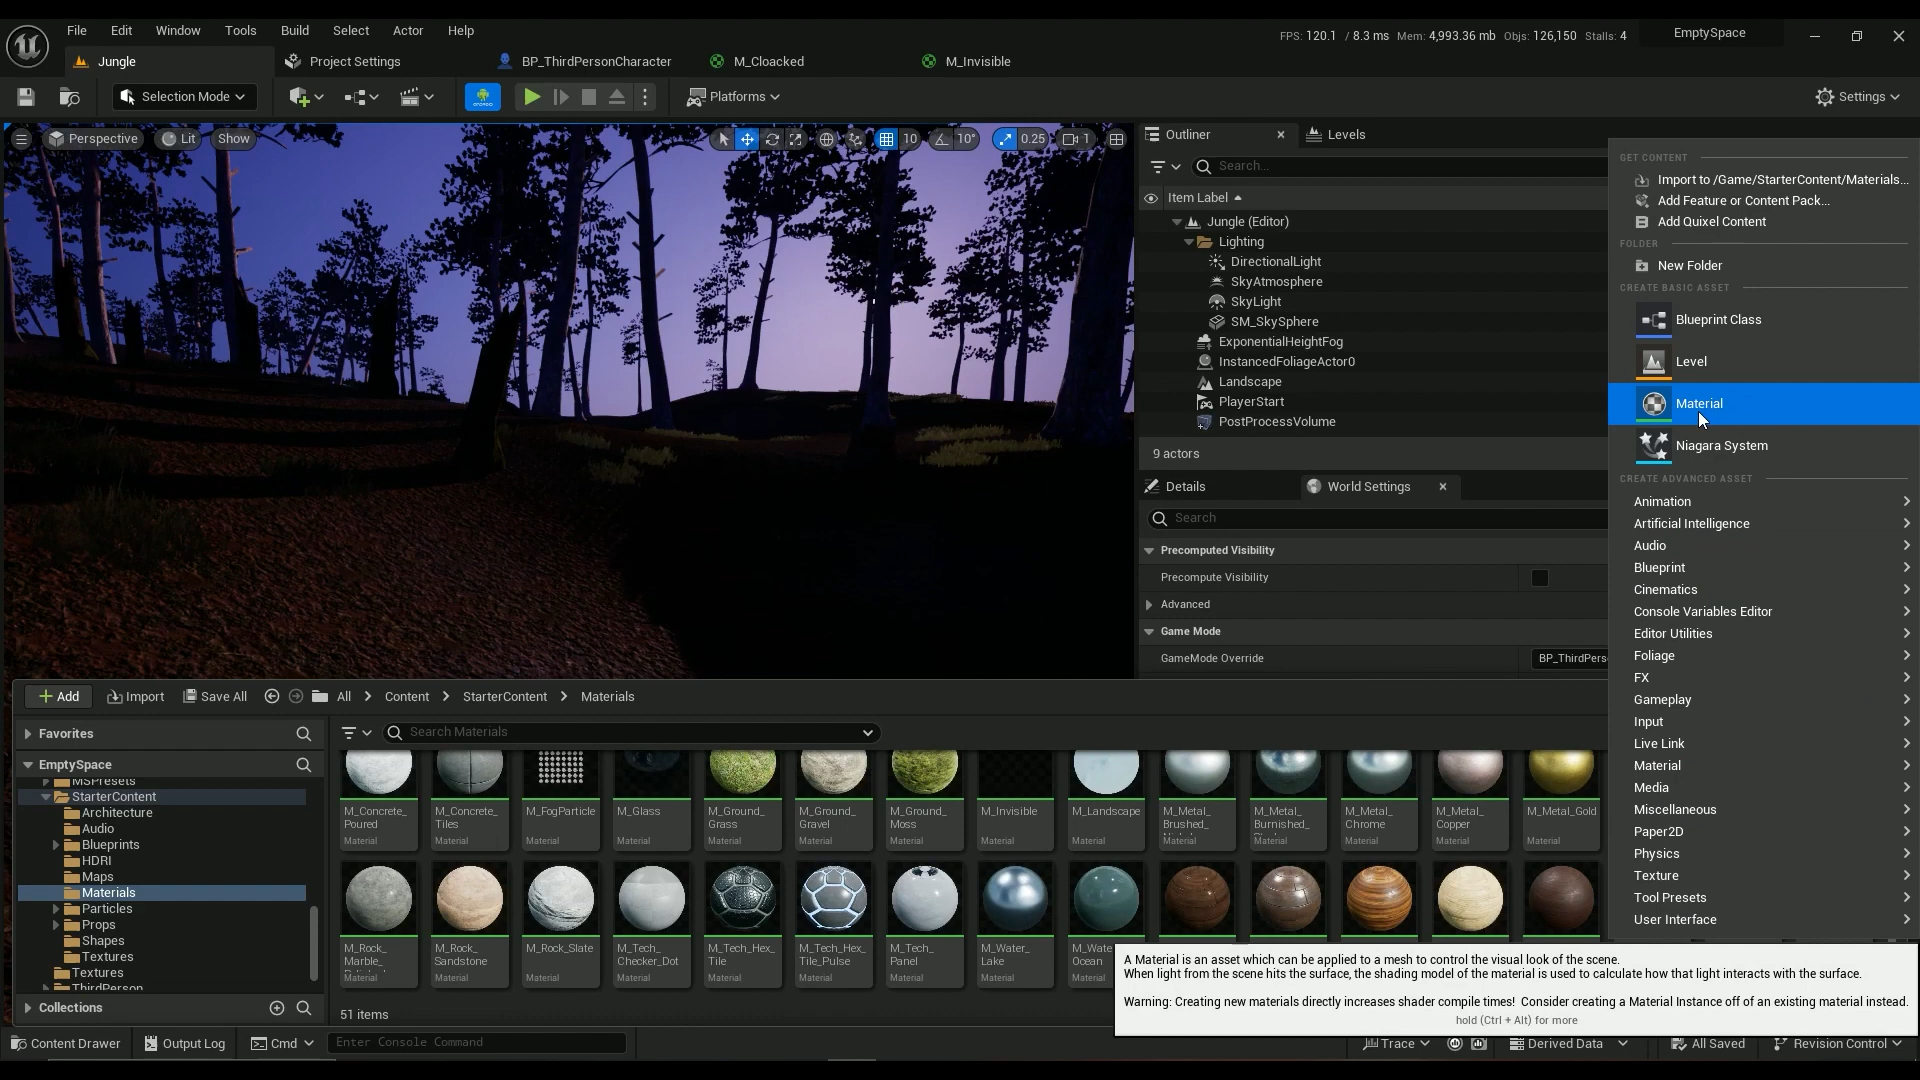 File Edit Window Tools Build Select Actor Help
FPS: 120.1 / 8.3 ms Mem: 4,993.36 mb Objs: 126,150 Stalls: 4
EmptySpace
Jungle
Project Settings
BP_ThirdPersonCharacter
M_Cloacked
M_Invisible
Selection Mode
Platforms
Settings
Perspective
Lit
Show
10
10°
0.25
1
Outliner
Levels
Search...
Item Label
Jungle (Editor)
Lighting
DirectionalLight
SkyAtmosphere
SkyLight
SM_SkySphere
ExponentialHeightFog
InstancedFoliageActor0
Landscape
PlayerStart
PostProcessVolume
9 actors
Details
World Settings
Search
Precomputed Visibility
Precompute Visibility
Advanced
Game Mode
GameMode Override
BP_ThirdPers
GET CONTENT
Import to /Game/StarterContent/Materials...
Add Feature or Content Pack...
Add Quixel Content
FOLDER
New Folder
CREATE BASIC ASSET
Blueprint Class
Level
Material
Niagara System
CREATE ADVANCED ASSET
Animation
Artificial Intelligence
Audio
Blueprint
Cinematics
Console Variables Editor
Editor Utilities
Foliage
FX
Gameplay
Input
Live Link
Material
Media
Miscellaneous
Paper2D
Physics
Texture
Tool Presets
User Interface
Add
Import
Save All
All
Content
StarterContent
Materials
Favorites
EmptySpace
MSPresets
StarterContent
Architecture
Audio
Blueprints
HDRI
Maps
Materials
Particles
Props
Shapes
Textures
Textures
ThirdPerson
Collections
Search Materials
M_Concrete_
Poured
Material
M_Concrete_
Tiles
Material
M_FogParticle
Material
M_Glass
Material
M_Ground_
Grass
Material
M_Ground_
Gravel
Material
M_Ground_
Moss
Material
M_Invisible
Material
M_Landscape
Material
M_Metal_
Brushed_
Material
M_Metal_
Burnished_
Material
M_Metal_
Chrome
Material
M_Metal_
Copper
Material
M_Metal_Gold
Material
M_Rock_
Marble_
Material
M_Rock_
Sandstone
Material
M_Rock_Slate
Material
M_Tech_
Checker_Dot
Material
M_Tech_Hex_
Tile
Material
M_Tech_Hex_
Tile_Pulse
Material
M_Tech_
Panel
Material
M_Water_
Lake
Material
M_Wate
Ocean
Material
51 items
A Material is an asset which can be applied to a mesh to control the visual look of the scene.
When light from the scene hits the surface, the shading model of the material is used to calculate how that light interacts with the surface.
Warning: Creating new materials directly increases shader compile times! Consider creating a Material Instance off of an existing material instead.
hold (Ctrl + Alt) for more
Content Drawer
Output Log
Cmd
Enter Console Command
Trace
Derived Data
All Saved
Revision Control